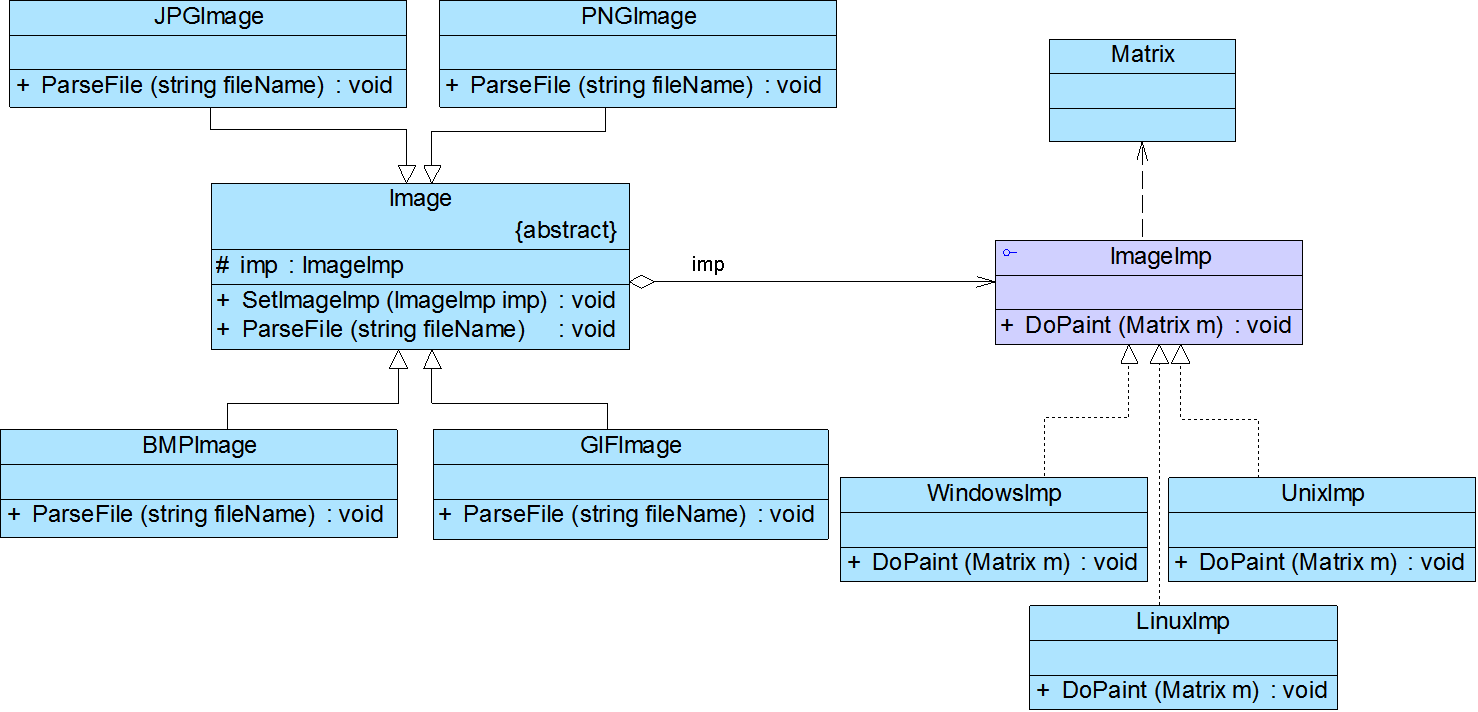 JPGImage
+ ParseFile (string fileName) : void
PNGImage
+ ParseFile (string fileName) : void
Matrix
Image
{abstract}
# imp : ImageImp
+ SetImageImp (ImageImp imp) : void
+ ParseFile (string fileName) : void
imp
ImageImp
+ DoPaint (Matrix m) : void
BMPImage
+ ParseFile (string fileName) : void
GIFImage
+ ParseFile (string fileName) : void
WindowsImp
+ DoPaint (Matrix m) : void
UnixImp
+ DoPaint (Matrix m) : void
LinuxImp
+ DoPaint (Matrix m) : void